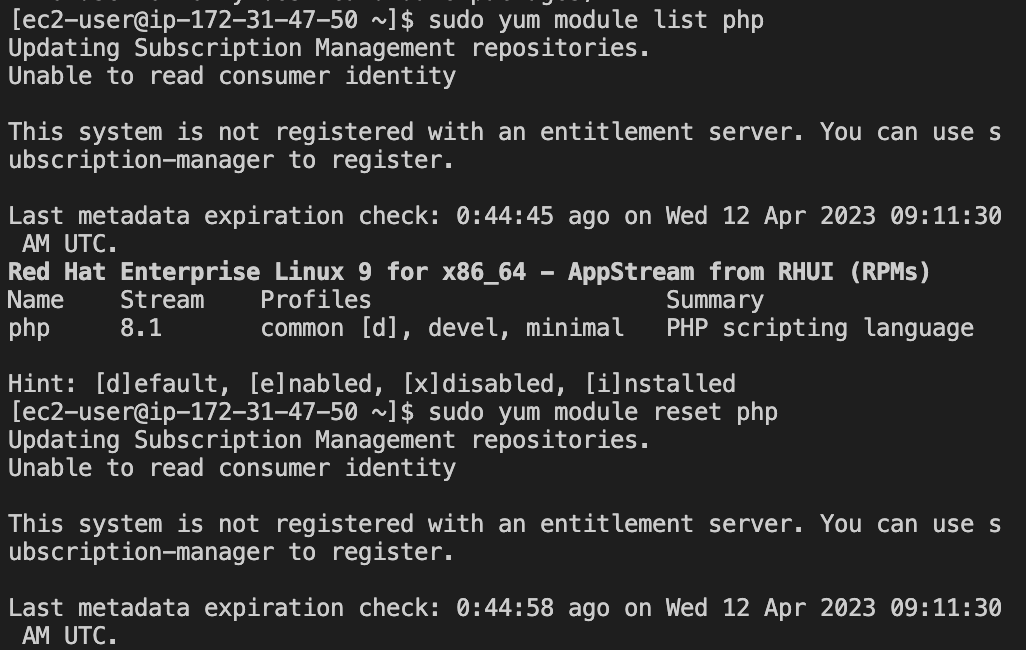 [ec2-user@ip-172-31-47-50 ~]$ sudo yum module list php
Updating Subscription Management repositories.
Unable to read consumer identity
This system is not registered with an entitlement server. You can use s
ubscription-manager to register.
Last metadata expiration check: 0:44:45 ago on Wed 12 Apr 2023 09:11:30
 AM UTC.
Red Hat Enterprise Linux 9 for x86_64 - AppStream from RHUI (RPMs)
Name    Stream    Profiles                     Summary
php     8.1       common [d], devel, minimal   PHP scripting language
Hint: [d]efault, [e]nabled, [x]disabled, [i]nstalled
[ec2-user@ip-172-31-47-50 ~]$ sudo yum module reset php
Updating Subscription Management repositories.
Unable to read consumer identity
This system is not registered with an entitlement server. You can use s
ubscription-manager to register.
Last metadata expiration check: 0:44:58 ago on Wed 12 Apr 2023 09:11:30
 AM UTC.